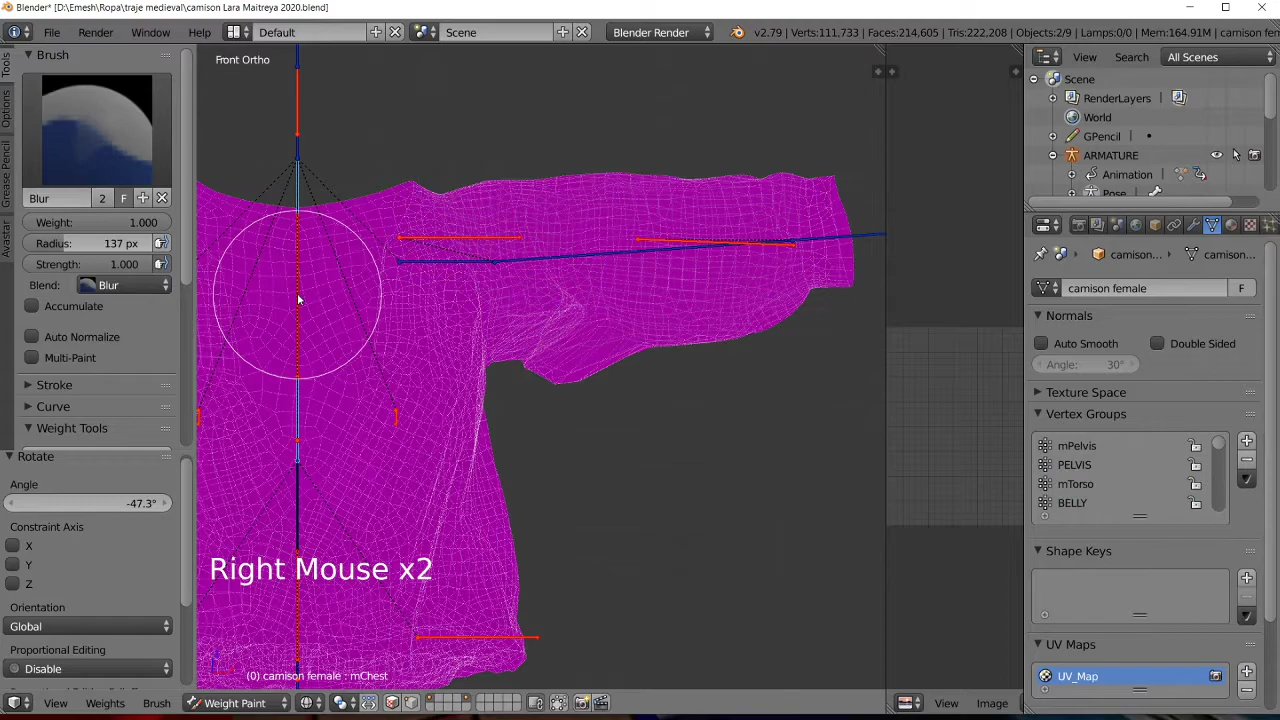 Blender* [D:\Emesh\Ropa\traje medieval\camison Lara Maitreya 2020.blend]
File Render Window Help Default Scene Blender Render v2.79 | Verts:111,733 | Faces:214,605 | Tris:222,208 | Objects:2/9 | Lamps:0/0 | Mem:164.91M | camison fem
Brush
Front Ortho
View Search All Scenes
Scene
RenderLayers
World
GPencil
ARMATURE
Animation
Pose
Tools
Options
Grease Pencil
Avastar
Blur 2 F
Weight: 1.000
Radius: 137 px
Strength: 1.000
Blend: Blur
Accumulate
Auto Normalize
Multi-Paint
Stroke
Curve
Weight Tools
Rotate
Angle
-47.3°
Constraint Axis
X
Y
Z
Orientation
Global
Proportional Editing
Disable
Right Mouse x2
(0) camison female : mChest
camison... camison...
camison female F
Normals
Auto Smooth Double Sided
Angle: 30°
Texture Space
Vertex Groups
mPelvis
PELVIS
mTorso
BELLY
Shape Keys
UV Maps
UV_Map
View Weights Brush Weight Paint
View Image